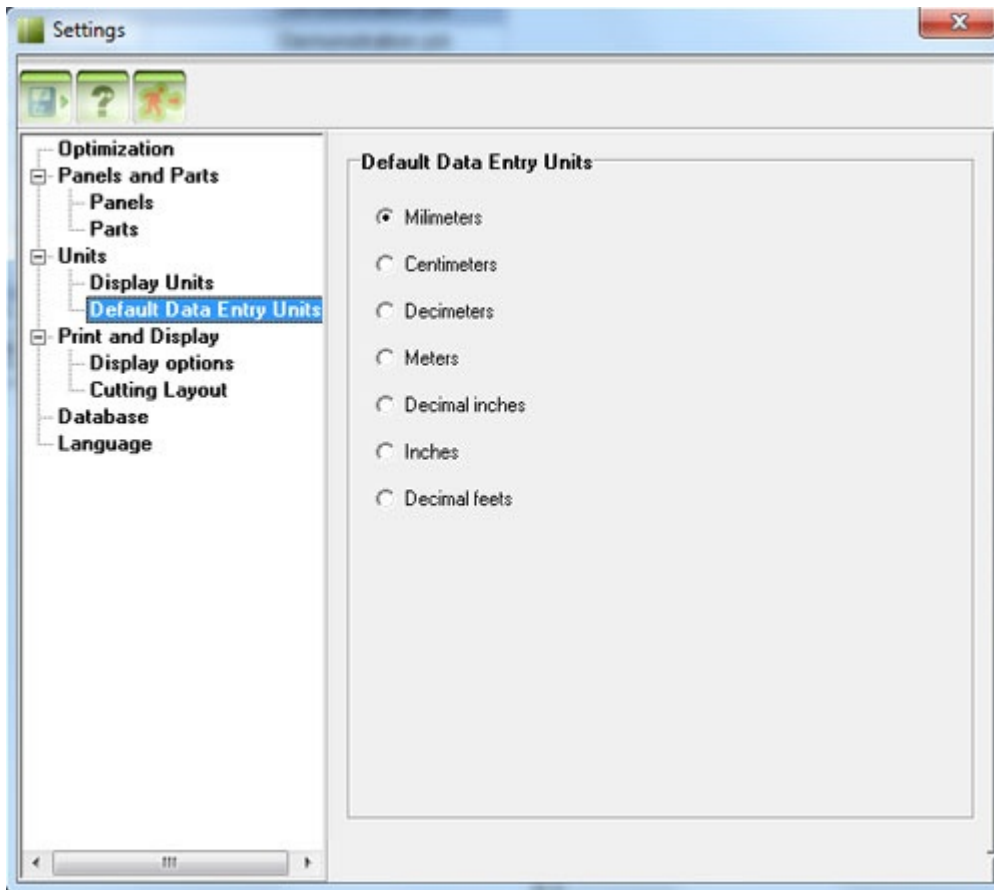 Settings
Optimization
Panels and Parts
Panels
Parts
Units
Display Units
Default Data Entry Units
Print and Display
Display options
Cutting Layout
Database
Language
Default Data Entry Units
Milimeters
Centimeters
Decimeters
Meters
Decimal inches
Inches
Decimal feets